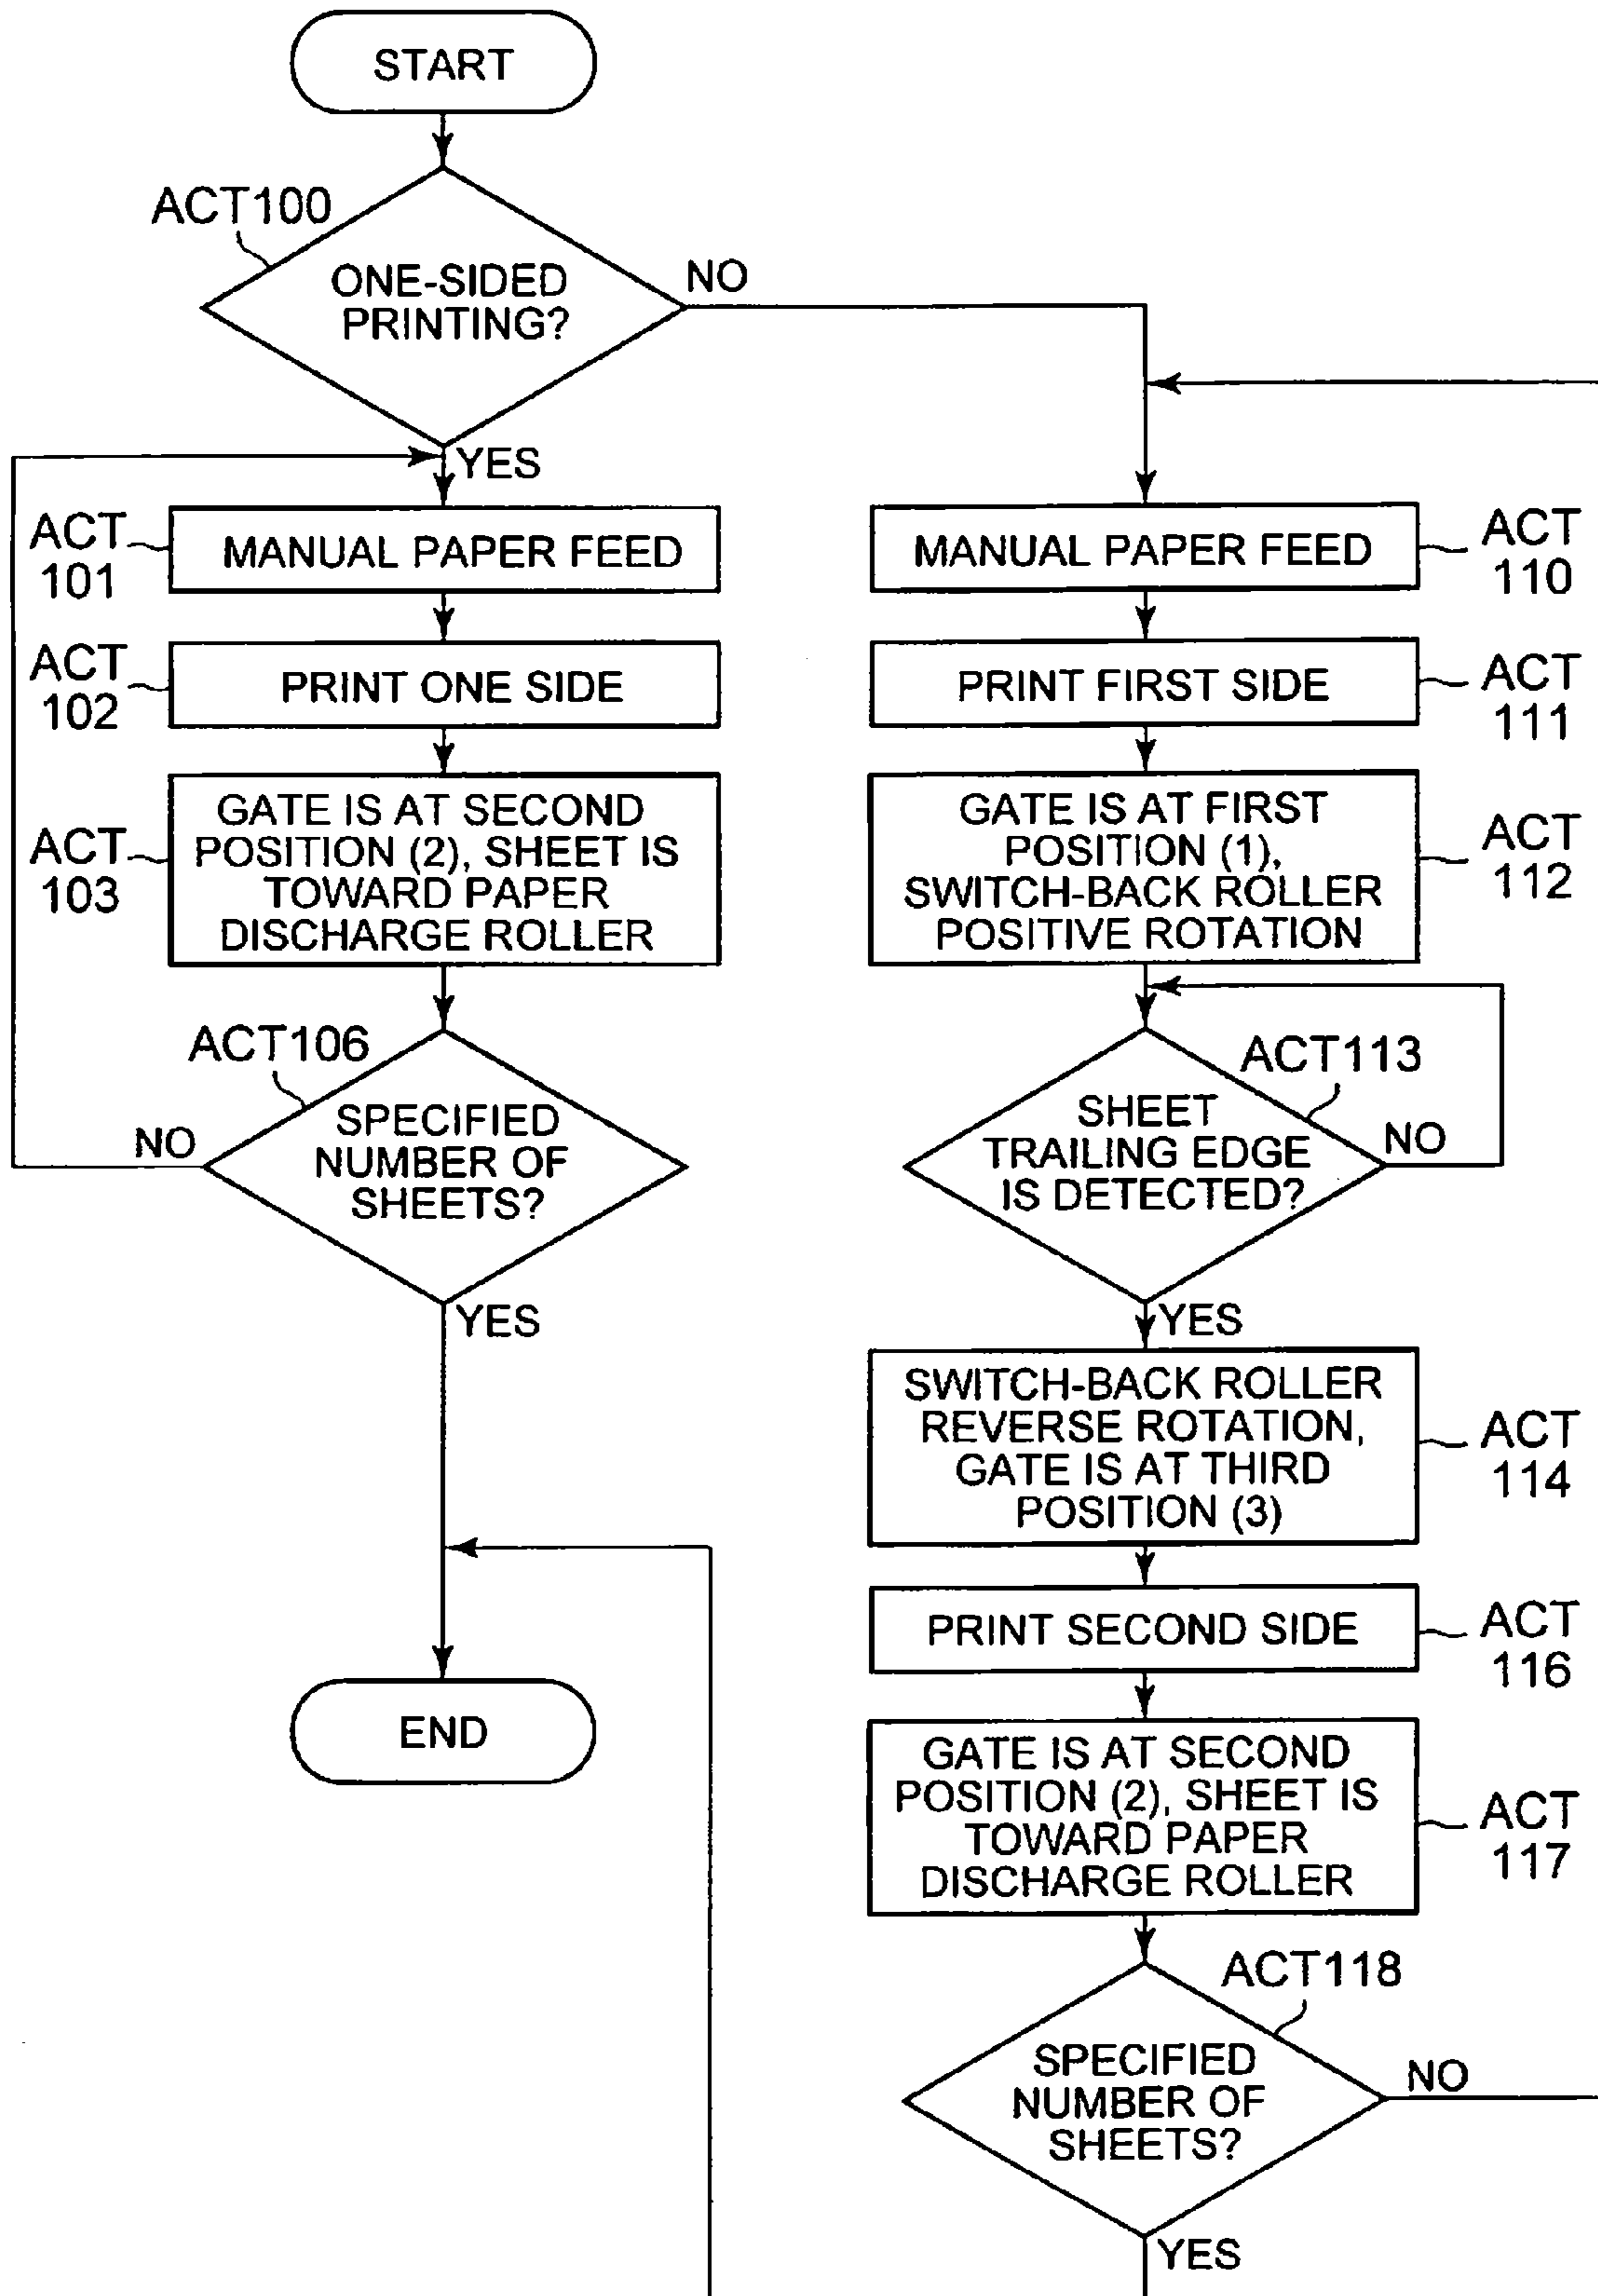 START
ACT100
ONE-SIDED
PRINTING?
NO
YES
ACT
101
MANUAL PAPER FEED
ACT
102
PRINT ONE SIDE
ACT
103
GATE IS AT SECOND
POSITION (2), SHEET IS
TOWARD PAPER
DISCHARGE ROLLER
ACT106
SPECIFIED
NUMBER OF
SHEETS?
NO
YES
END
MANUAL PAPER FEED
ACT
110
PRINT FIRST SIDE
ACT
111
GATE IS AT FIRST
POSITION (1),
SWITCH-BACK ROLLER
POSITIVE ROTATION
ACT
112
ACT113
SHEET
TRAILING EDGE
IS DETECTED?
NO
YES
SWITCH-BACK ROLLER
REVERSE ROTATION,
GATE IS AT THIRD
POSITION (3)
ACT
114
PRINT SECOND SIDE
ACT
116
GATE IS AT SECOND
POSITION (2), SHEET IS
TOWARD PAPER
DISCHARGE ROLLER
ACT
117
ACT118
SPECIFIED
NUMBER OF
SHEETS?
NO
YES